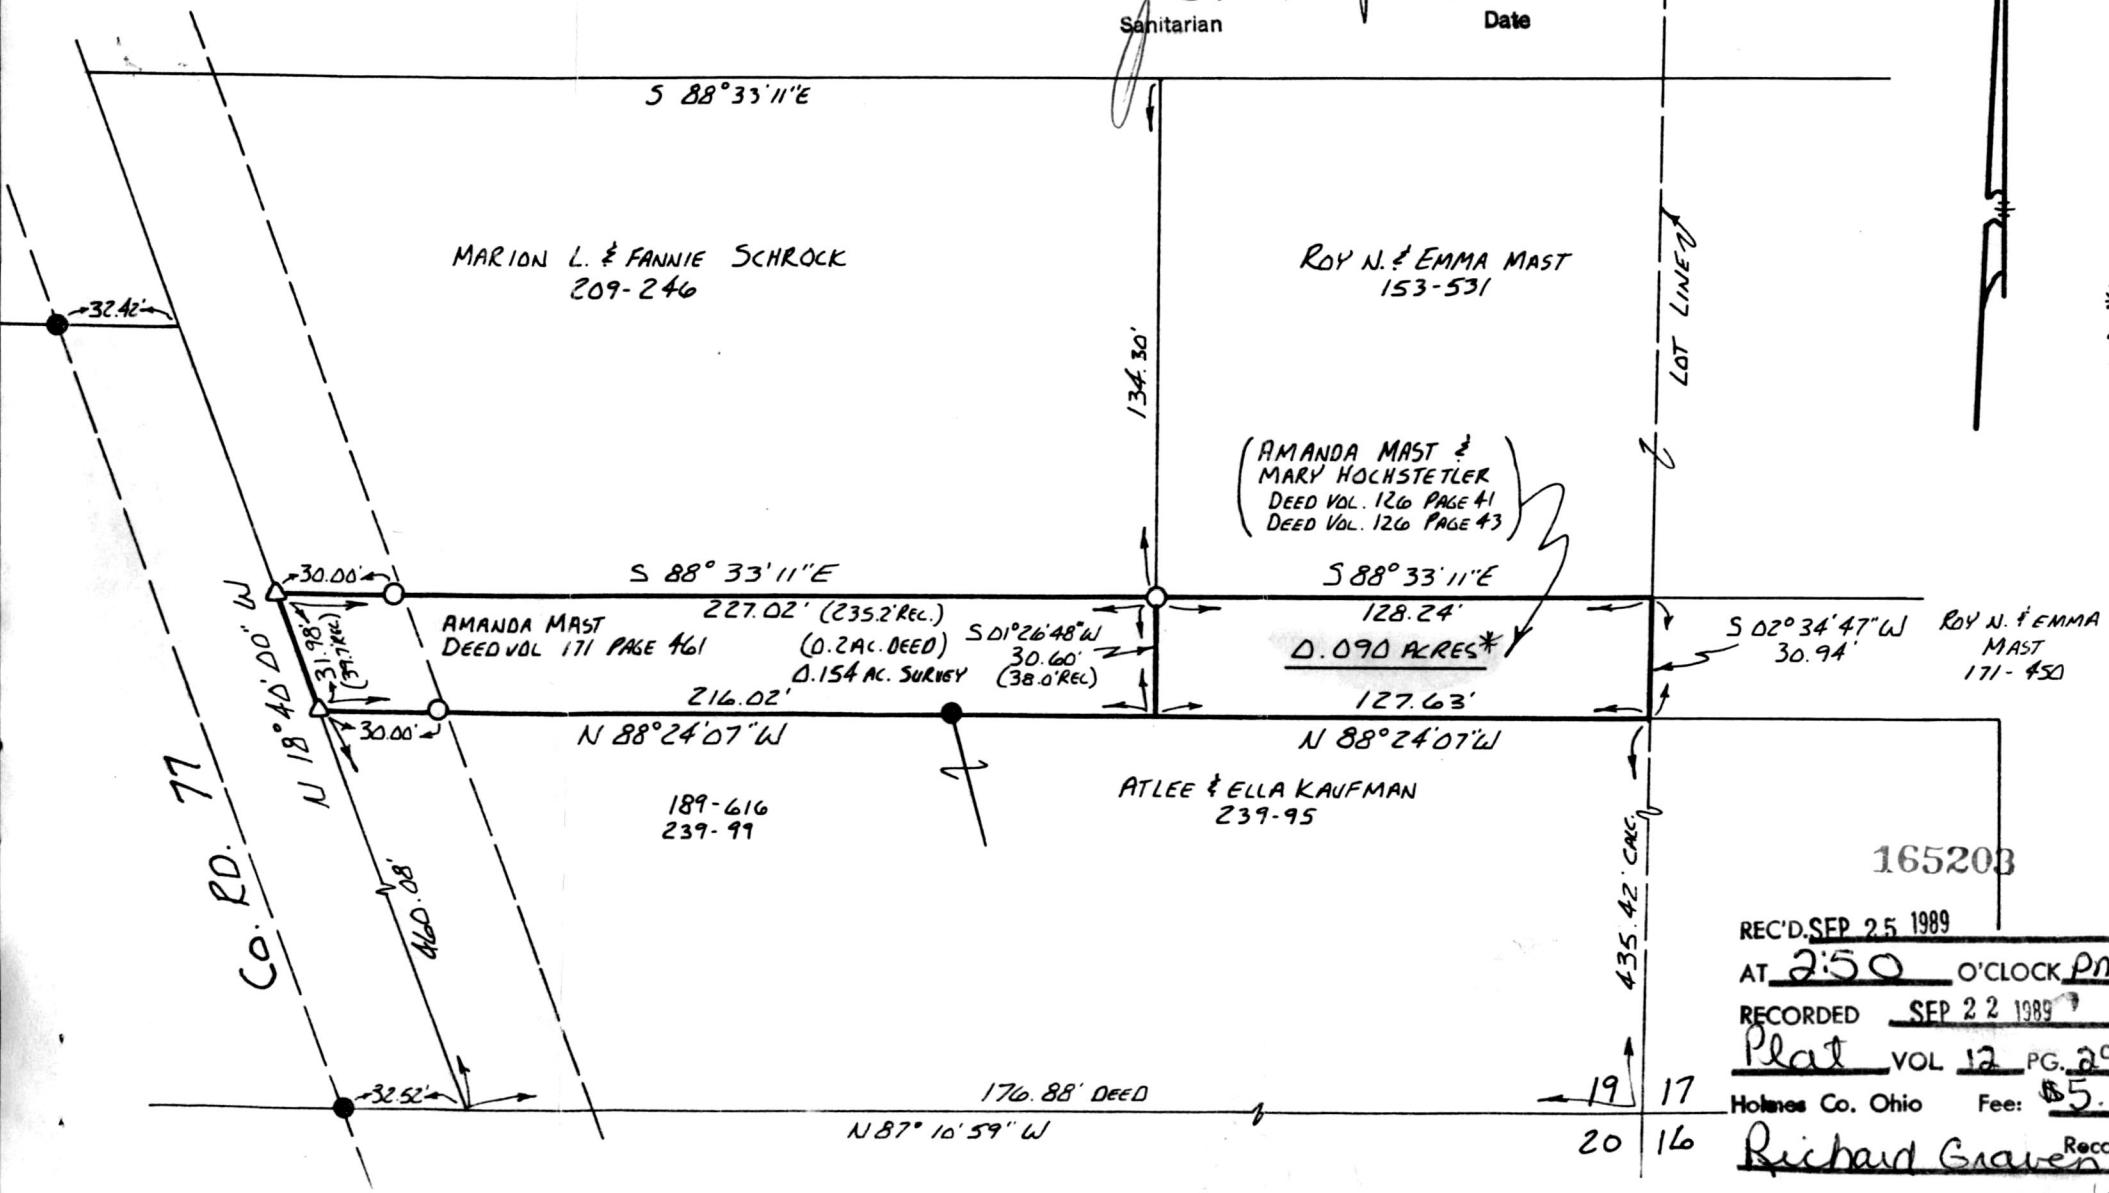 Sanitarian
Date
S 88°33'11"E
MARION L. & FANNIE SCHROCK
209-246
ROY N. & EMMA MAST
153-531
LOT LINE
32.42'
134.30'
(AMANDA MAST &
MARY HOCHSTETLER
DEED VOL. 126 PAGE 41
DEED VOL. 126 PAGE 43)
30.00'
S 88°33'11"E
S 88°33'11"E
227.02' (235.2' REC.)
128.24'
AMANDA MAST
DEED VOL 171 PAGE 461
(0.2 AC. DEED)
0.154 AC. SURVEY
S 01°26'48"W
30.60'
(38.0' REC)
0.090 ACRES*
S 02°34'47"W
30.94'
ROY N. & EMMA
MAST
171-450
31.98'
(39.7' REC)
N 18°40'00" W
216.02'
127.63'
30.00'
N 88°24'07"W
N 88°24'07"W
CO. RD. 77
189-616
239-99
ATLEE & ELLA KAUFMAN
239-95
460.08'
435.42' CALC.
165203
REC'D. SEP 25 1989
AT 2:50 O'CLOCK PM
RECORDED SEP 22 1989
Plat VOL 12 PG.
Holmes Co. Ohio Fee: $5.
Richard Graven
32.52'
176.88' DEED
N 87°10'59" W
19 17
20 16